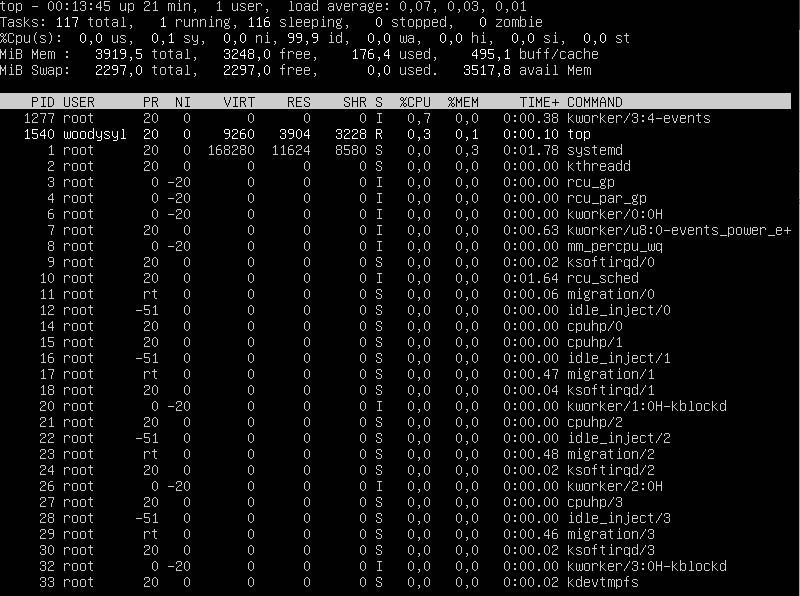 top - 00:13:45 up 21 min,  1 user,  load average: 0,07, 0,03, 0,01
Tasks: 117 total,   1 running, 116 sleeping,   0 stopped,   0 zombie
%Cpu(s):  0,0 us,  0,1 sy,  0,0 ni, 99,9 id,  0,0 wa,  0,0 hi,  0,0 si,  0,0 st
MiB Mem :   3919,5 total,   3248,0 free,    176,4 used,    495,1 buff/cache
MiB Swap:   2297,0 total,   2297,0 free,      0,0 used.   3517,8 avail Mem
PID USER PR NI VIRT RES SHR S %CPU %MEM TIME+ COMMAND
1277 root 20 0 0 0 0 I 0,7 0,0 0:00.38 kworker/3:4-events
1540 woodysyl 20 0 9260 3904 3228 R 0,3 0,1 0:00.10 top
1 root 20 0 168280 11624 8580 S 0,0 0,3 0:01.78 systemd
2 root 20 0 0 0 0 S 0,0 0,0 0:00.00 kthreadd
3 root 0 -20 0 0 0 I 0,0 0,0 0:00.00 rcu_gp
4 root 0 -20 0 0 0 I 0,0 0,0 0:00.00 rcu_par_gp
6 root 0 -20 0 0 0 I 0,0 0,0 0:00.00 kworker/0:0H
7 root 20 0 0 0 0 I 0,0 0,0 0:00.63 kworker/u8:0-events_power_e+
8 root 0 -20 0 0 0 I 0,0 0,0 0:00.00 mm_percpu_wq
9 root 20 0 0 0 0 S 0,0 0,0 0:00.02 ksoftirqd/0
10 root 20 0 0 0 0 I 0,0 0,0 0:01.64 rcu_sched
11 root rt 0 0 0 0 S 0,0 0,0 0:00.06 migration/0
12 root -51 0 0 0 0 S 0,0 0,0 0:00.00 idle_inject/0
14 root 20 0 0 0 0 S 0,0 0,0 0:00.00 cpuhp/0
15 root 20 0 0 0 0 S 0,0 0,0 0:00.00 cpuhp/1
16 root -51 0 0 0 0 S 0,0 0,0 0:00.00 idle_inject/1
17 root rt 0 0 0 0 S 0,0 0,0 0:00.47 migration/1
18 root 20 0 0 0 0 S 0,0 0,0 0:00.04 ksoftirqd/1
20 root 0 -20 0 0 0 I 0,0 0,0 0:00.00 kworker/1:0H-kblockd
21 root 20 0 0 0 0 S 0,0 0,0 0:00.00 cpuhp/2
22 root -51 0 0 0 0 S 0,0 0,0 0:00.00 idle_inject/2
23 root rt 0 0 0 0 S 0,0 0,0 0:00.48 migration/2
24 root 20 0 0 0 0 S 0,0 0,0 0:00.02 ksoftirqd/2
26 root 0 -20 0 0 0 I 0,0 0,0 0:00.00 kworker/2:0H
27 root 20 0 0 0 0 S 0,0 0,0 0:00.00 cpuhp/3
28 root -51 0 0 0 0 S 0,0 0,0 0:00.00 idle_inject/3
29 root rt 0 0 0 0 S 0,0 0,0 0:00.46 migration/3
30 root 20 0 0 0 0 S 0,0 0,0 0:00.02 ksoftirqd/3
32 root 0 -20 0 0 0 I 0,0 0,0 0:00.00 kworker/3:0H-kblockd
33 root 20 0 0 0 0 S 0,0 0,0 0:00.02 kdevtmpfs